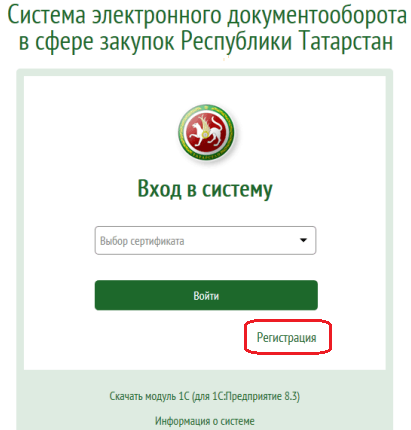 Система электронного документооборота
в сфере закупок Республики Татарстан
Вход в систему
Выбор сертификата
Войти
Регистрация
Скачать модуль 1С (для 1С:Предприятие 8.3)
Информация о системе